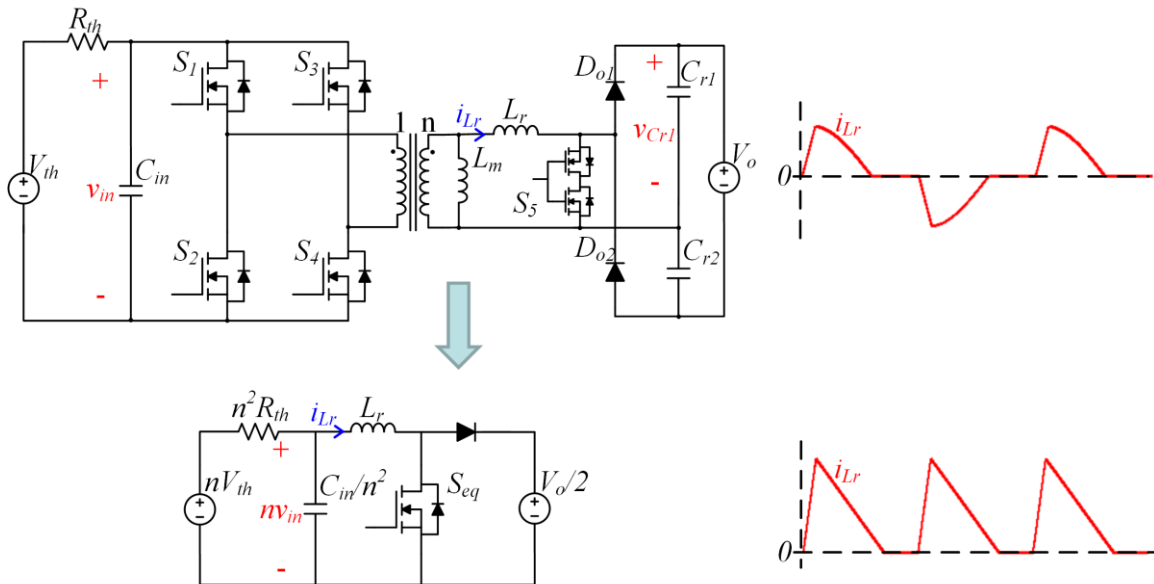 R_th
+
S_1
S_3
D_o1
+
C_r1
i_Lr
L_r
1
n
v_Cr1
i_Lr
V_th
v_in
C_in
L_m
V_o
0
S_5
-
S_2
S_4
D_o2
C_r2
-
n^2R_th
i_Lr
L_r
+
i_Lr
nV_th
C_in/n^2
S_eq
V_o/2
nv_in
0
-